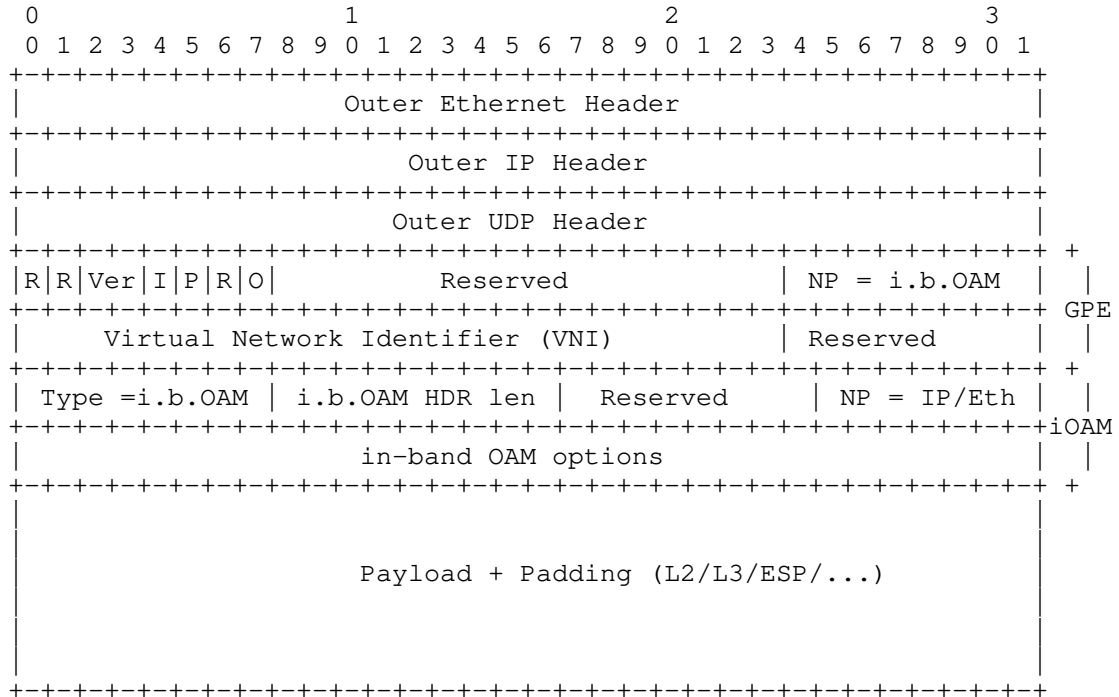 0                   1                   2                   3
 0 1 2 3 4 5 6 7 8 9 0 1 2 3 4 5 6 7 8 9 0 1 2 3 4 5 6 7 8 9 0 1
+-+-+-+-+-+-+-+-+-+-+-+-+-+-+-+-+-+-+-+-+-+-+-+-+-+-+-+-+-+-+-+-+
|                    Outer Ethernet Header                      |
+-+-+-+-+-+-+-+-+-+-+-+-+-+-+-+-+-+-+-+-+-+-+-+-+-+-+-+-+-+-+-+-+
|                        Outer IP Header                        |
+-+-+-+-+-+-+-+-+-+-+-+-+-+-+-+-+-+-+-+-+-+-+-+-+-+-+-+-+-+-+-+-+
|                       Outer UDP Header                        |
+-+-+-+-+-+-+-+-+-+-+-+-+-+-+-+-+-+-+-+-+-+-+-+-+-+-+-+-+-+-+-+-+ +
|R|R|Ver|I|P|R|O|          Reserved             | NP = i.b.OAM  |  |
+-+-+-+-+-+-+-+-+-+-+-+-+-+-+-+-+-+-+-+-+-+-+-+-+-+-+-+-+-+-+-+-+ GPE
|     Virtual Network Identifier (VNI)          | Reserved      |  |
+-+-+-+-+-+-+-+-+-+-+-+-+-+-+-+-+-+-+-+-+-+-+-+-+-+-+-+-+-+-+-+-+ +
| Type =i.b.OAM | i.b.OAM HDR len |  Reserved     | NP = IP/Eth |  |
+-+-+-+-+-+-+-+-+-+-+-+-+-+-+-+-+-+-+-+-+-+-+-+-+-+-+-+-+-+-+-+-+iOAM
|                     in-band OAM options                       |  |
+-+-+-+-+-+-+-+-+-+-+-+-+-+-+-+-+-+-+-+-+-+-+-+-+-+-+-+-+-+-+-+-+ +
|                                                               |
|                                                               |
|                     Payload + Padding (L2/L3/ESP/...)         |
|                                                               |
|                                                               |
|                                                               |
+-+-+-+-+-+-+-+-+-+-+-+-+-+-+-+-+-+-+-+-+-+-+-+-+-+-+-+-+-+-+-+-+